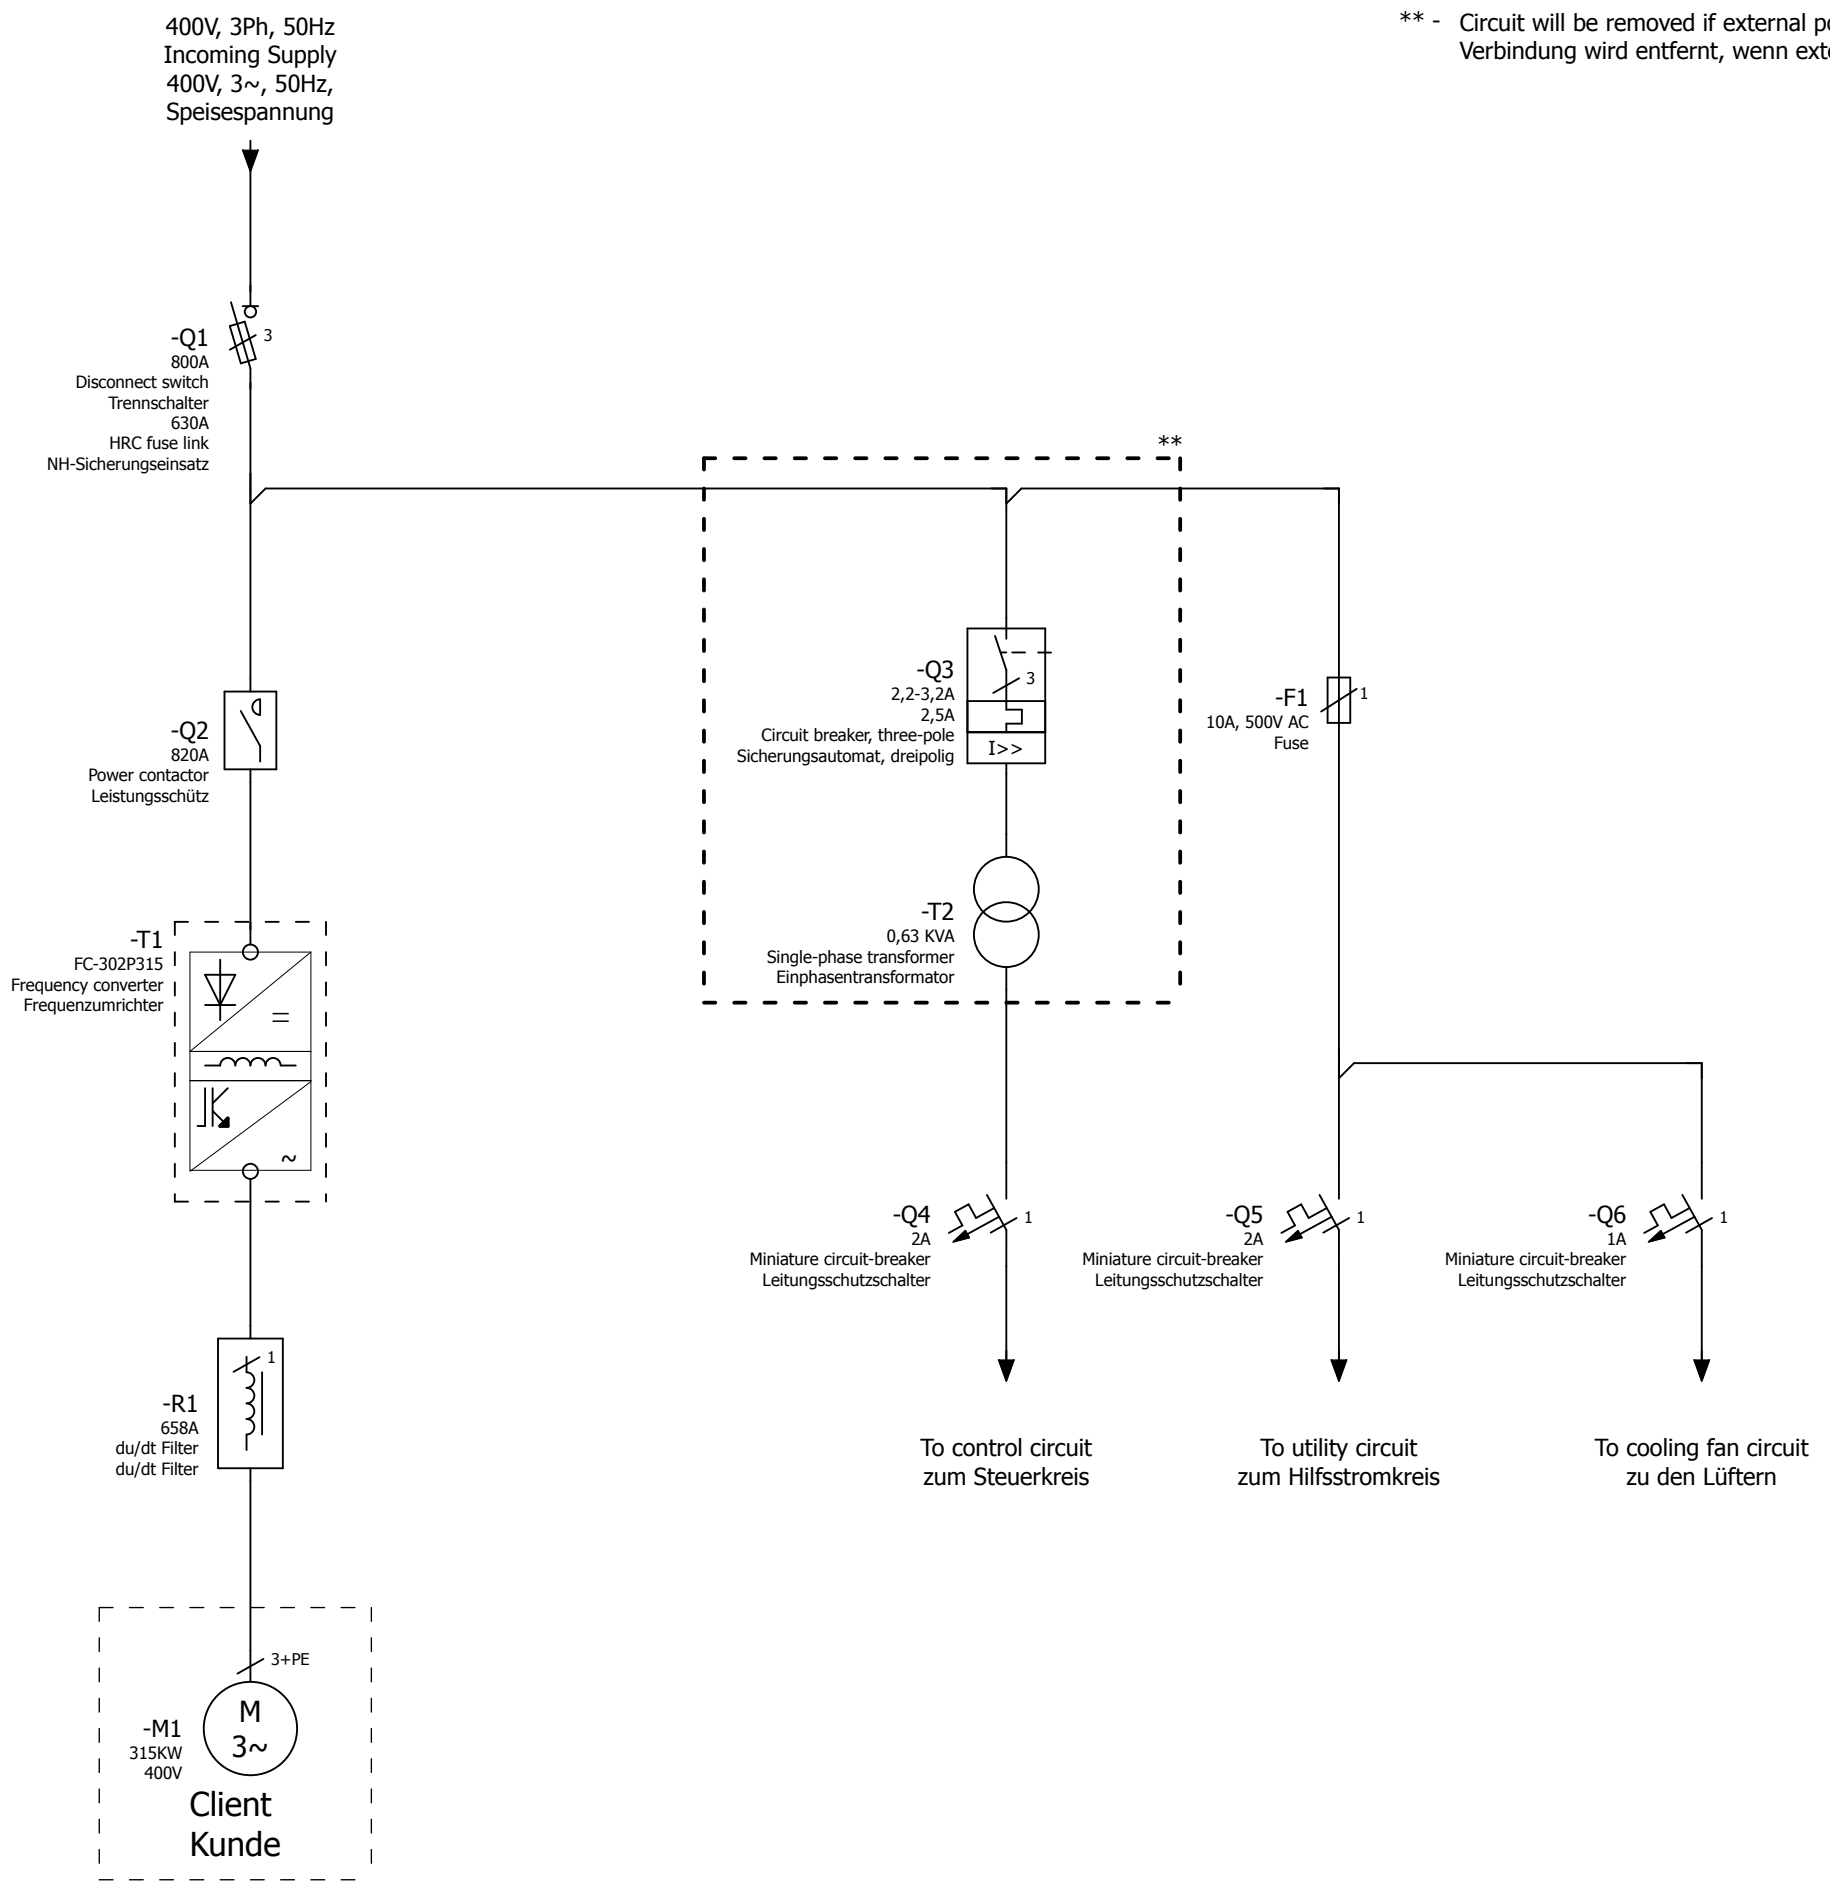 400V, 3Ph, 50Hz
Incoming Supply
400V, 3~, 50Hz,
Speisespannung
** - Circuit will be removed if external
Verbindung wird entfernt, wenn
-Q1
800A
Disconnect switch
Trennschalter
630A
HRC fuse link
NH-Sicherungseinsatz
3
**
-Q2
820A
Power contactor
Leistungsschütz
-Q3
2,2-3,2A
2,5A
Circuit breaker, three-pole
Sicherungsautomat, dreipolig
3
I>>
-F1
10A, 500V AC
Fuse
1
-T1
FC-302P315
Frequency converter
Frequenzumrichter
=
~
-T2
0,63 KVA
Single-phase transformer
Einphasentransformator
-Q4
2A
Miniature circuit-breaker
Leitungsschutzschalter
1
-Q5
2A
Miniature circuit-breaker
Leitungsschutzschalter
1
-Q6
1A
Miniature circuit-breaker
Leitungsschutzschalter
1
-R1
658A
du/dt Filter
du/dt Filter
1
To control circuit
zum Steuerkreis
To utility circuit
zum Hilfsstromkreis
To cooling fan circuit
zu den Lüftern
3+PE
-M1
315KW
400V
M
3~
Client
Kunde